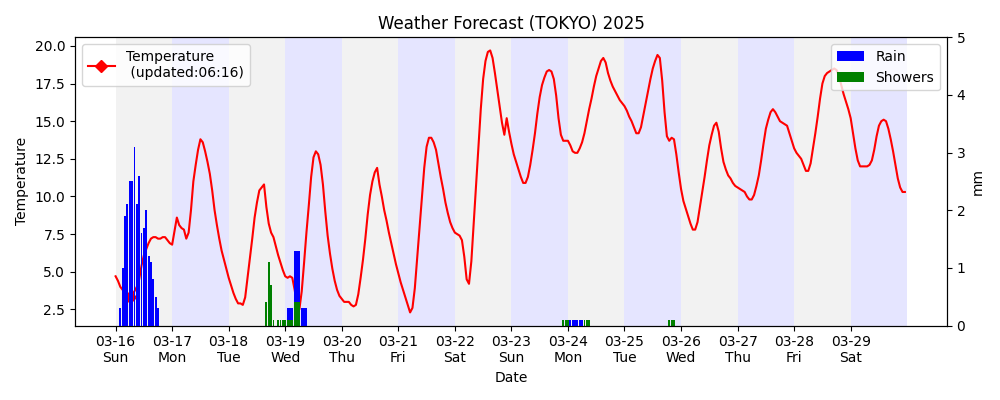 Weather Forecast (TOKYO) 2025
Temperature
(updated:06:16)
Rain
Showers
Temperature
20.0
17.5
15.0
12.5
10.0
7.5
5.0
2.5
5
4
3
2
1
0
mm
03-16 03-17 03-18 03-19 03-20 03-21 03-22 03-23 03-24 03-25 03-26 03-27 03-28 03-29
Sun Mon Tue Wed Thu Fri Sat Sun Mon Tue Wed Thu Fri Sat
Date